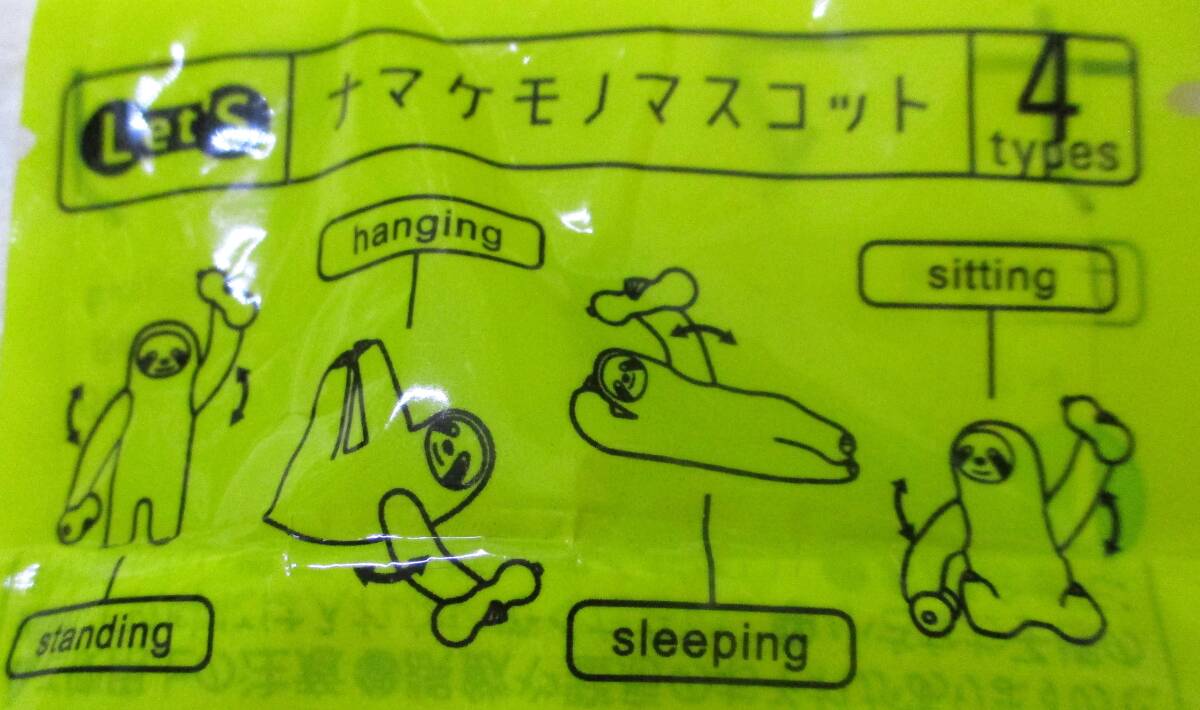 Let's
ナマケモノマスコット
4
types
hanging
sitting
standing
sleeping